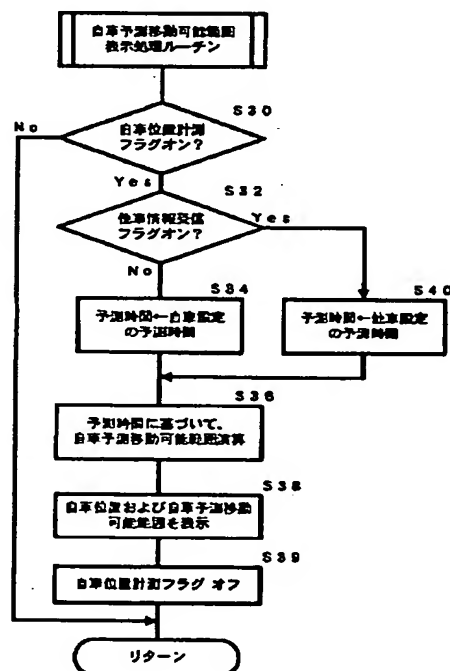 自車予測移動可能範囲
表示処理ルーチン
S30
No
自車位置計測
フラグオン？
Yes
S32
他車情報受信
フラグオン？
Yes
No
S34
予測時間←自車設定
の予測時間
S40
予測時間←他車設定
の予測時間
S36
予測時間に基づいて、
自車予測移動可能範囲演算
S38
自車位置および自車予測移動
可能範囲を表示
S39
自車位置計測フラグ オフ
リターン